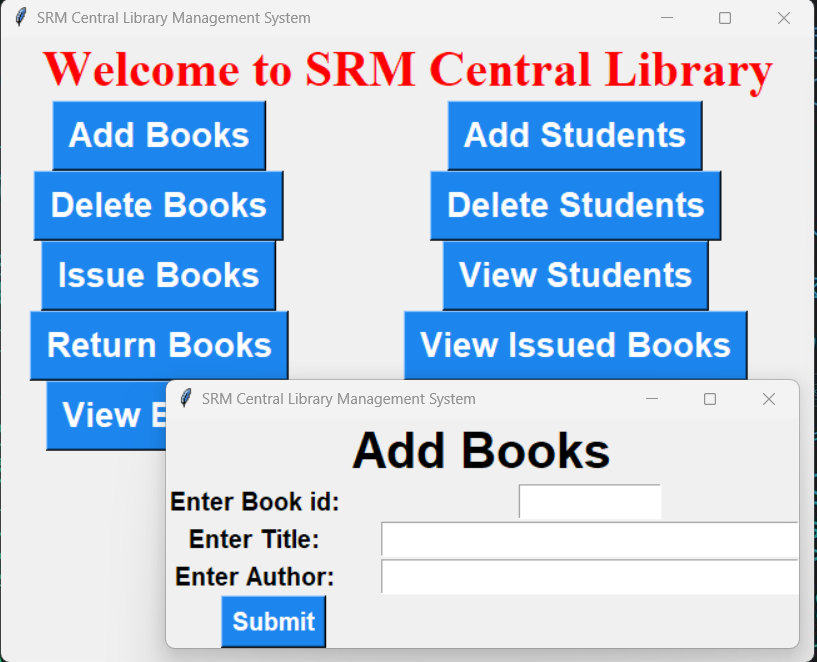 SRM Central Library Management System
Welcome to SRM Central Library
Add Books
Add Students
Delete Books
Delete Students
Issue Books
View Students
Return Books
View Issued Books
View
SRM Central Library Management System
Add Books
Enter Book id:
Enter Title:
Enter Author:
Submit